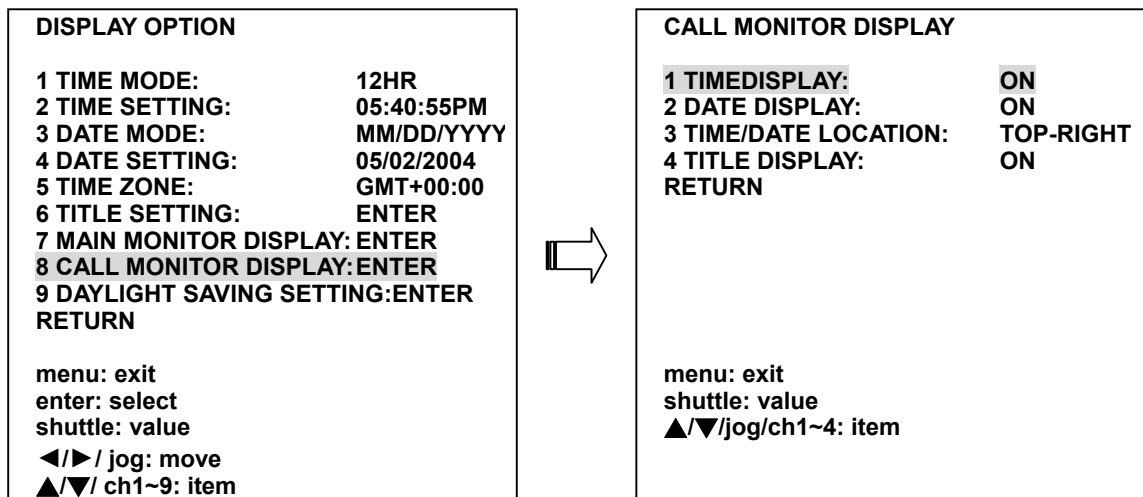 DISPLAY OPTION
1 TIME MODE: 12HR
2 TIME SETTING: 05:40:55PM
3 DATE MODE: MM/DD/YYYY
4 DATE SETTING: 05/02/2004
5 TIME ZONE: GMT+00:00
6 TITLE SETTING: ENTER
7 MAIN MONITOR DISPLAY: ENTER
8 CALL MONITOR DISPLAY:ENTER
9 DAYLIGHT SAVING SETTING:ENTER
RETURN
menu: exit
enter: select
shuttle: value
◀/▶/ jog: move
▲/▼/ ch1~9: item
CALL MONITOR DISPLAY
1 TIMEDISPLAY: ON
2 DATE DISPLAY: ON
3 TIME/DATE LOCATION: TOP-RIGHT
4 TITLE DISPLAY: ON
RETURN
menu: exit
shuttle: value
▲/▼/jog/ch1~4: item